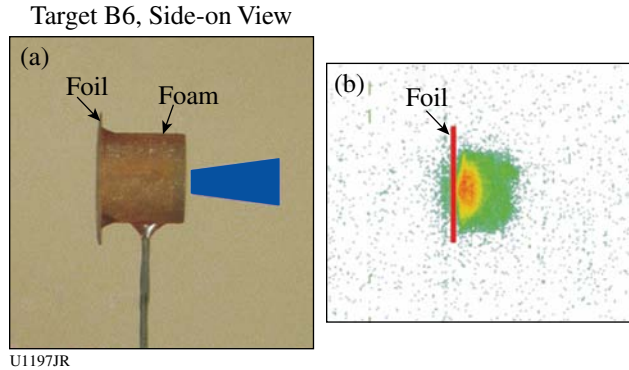 Target B6, Side-on View
(a)
Foil
Foam
(b)
Foil
U1197JR